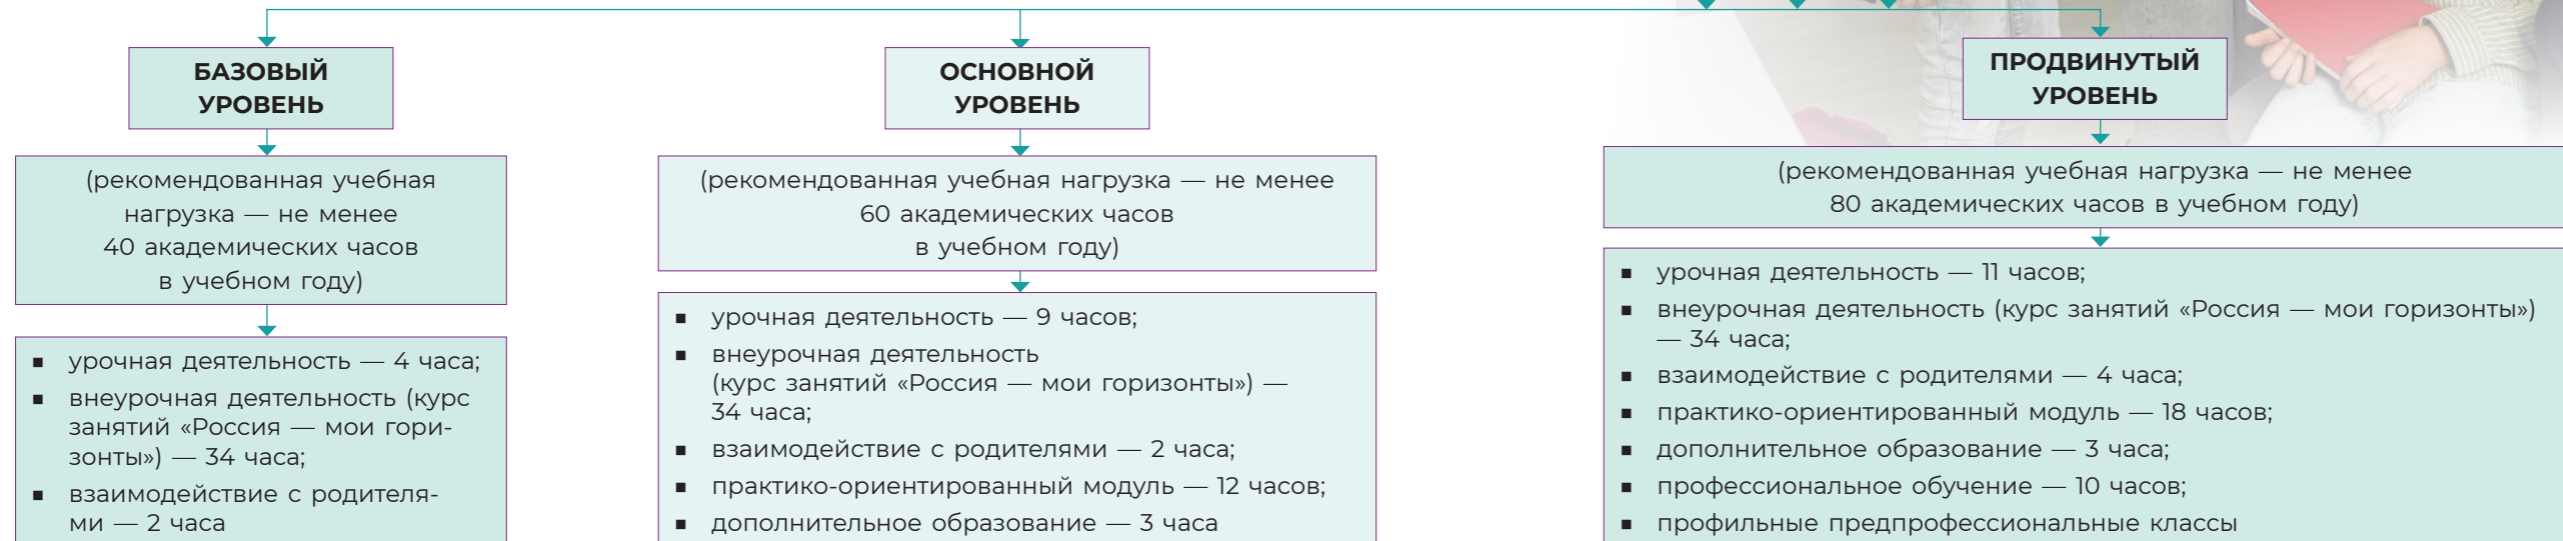 БАЗОВЫЙ
УРОВЕНЬ
(рекомендованная учебная
нагрузка — не менее
40 академических часов
в учебном году)
■ урочная деятельность — 4 часа;
■ внеурочная деятельность (курс
занятий «Россия — мои гори-
зонты») — 34 часа;
■ взаимодействие с родителя-
ми — 2 часа
ОСНОВНОЙ
УРОВЕНЬ
(рекомендованная учебная нагрузка — не менее
60 академических часов
в учебном году)
■ урочная деятельность — 9 часов;
■ внеурочная деятельность
(курс занятий «Россия — мои горизонты») —
34 часа;
■ взаимодействие с родителями — 2 часа;
■ практико-ориентированный модуль — 12 часов;
■ дополнительное образование — 3 часа
ПРОДВИНУТЫЙ
УРОВЕНЬ
(рекомендованная учебная нагрузка — не менее
80 академических часов в учебном году)
■ урочная деятельность — 11 часов;
■ внеурочная деятельность (курс занятий «Россия — мои горизонты»)
— 34 часа;
■ взаимодействие с родителями — 4 часа;
■ практико-ориентированный модуль — 18 часов;
■ дополнительное образование — 3 часа;
■ профессиональное обучение — 10 часов;
■ профильные предпрофессиональные классы